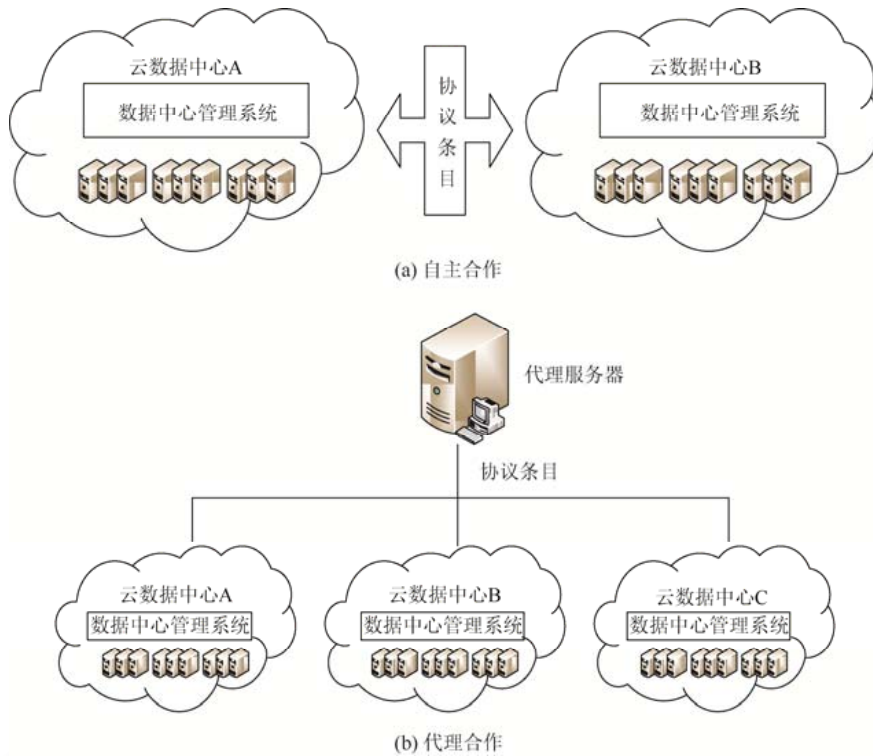 云数据中心A
数据中心管理系统
协议条目
云数据中心B
数据中心管理系统
(a) 自主合作
代理服务器
协议条目
云数据中心A
数据中心管理系统
云数据中心B
数据中心管理系统
云数据中心C
数据中心管理系统
(b) 代理合作